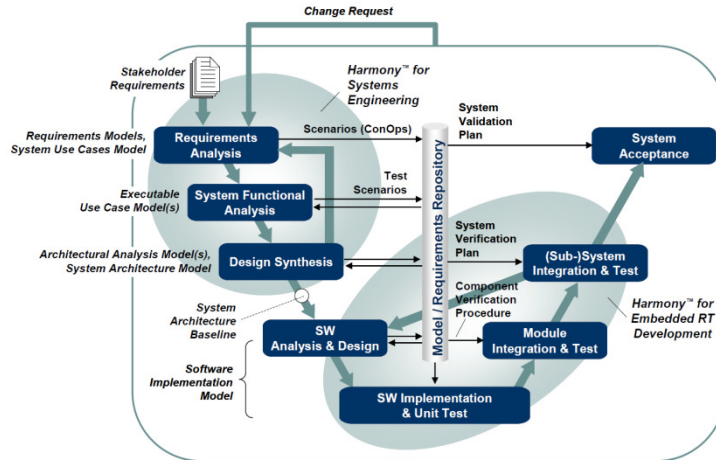 Change Request
Stakeholder
Requirements
Harmony™ for
Systems
Engineering
Requirements Models,
System Use Cases Model
Requirements
Analysis
Scenarios (ConOps)
System
Validation
Plan
System
Acceptance
Executable
Use Case Model(s)
System Functional
Analysis
Test
Scenarios
Model / Requirements Repository
Architectural Analysis Model(s),
System Architecture Model
Design Synthesis
System
Verification
Plan
(Sub-)System
Integration & Test
System
Architecture
Baseline
SW
Analysis & Design
Component
Verification
Procedure
Module
Integration & Test
Harmony™ for
Embedded RT
Development
Software
Implementation
Model
SW Implementation
& Unit Test